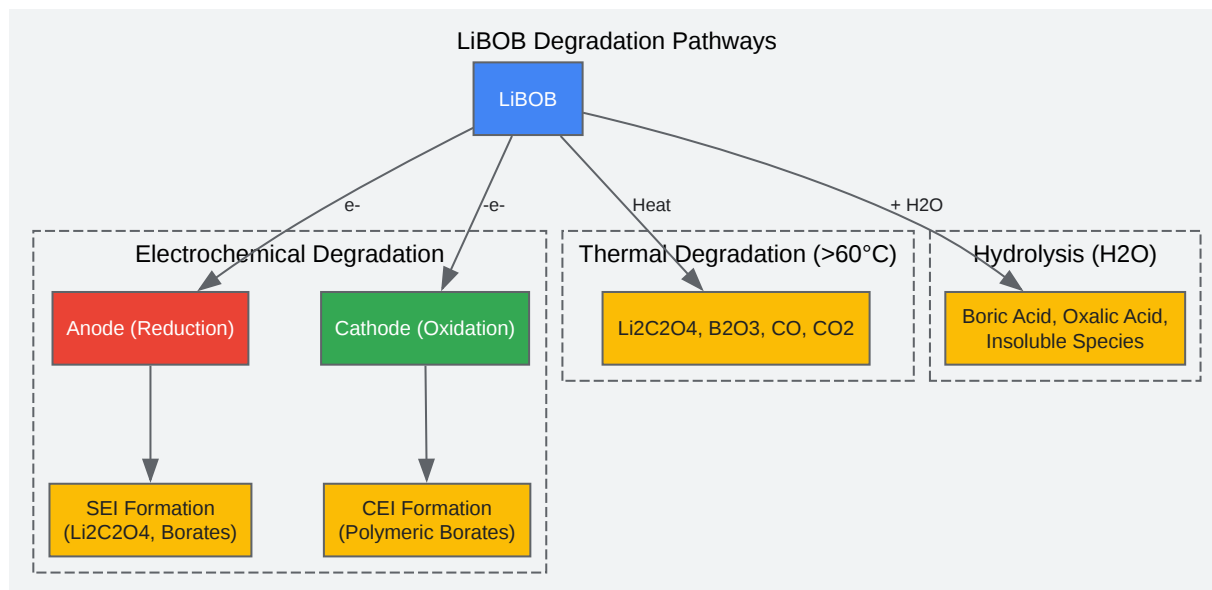 LiBOB Degradation Pathways
LiBOB
e-
-e-
Heat
+ H2O
Electrochemical Degradation
Thermal Degradation (>60°C)
Hydrolysis (H2O)
Anode (Reduction)
Cathode (Oxidation)
Li2C2O4, B2O3, CO, CO2
Boric Acid, Oxalic Acid,
Insoluble Species
SEI Formation
(Li2C2O4, Borates)
CEI Formation
(Polymeric Borates)